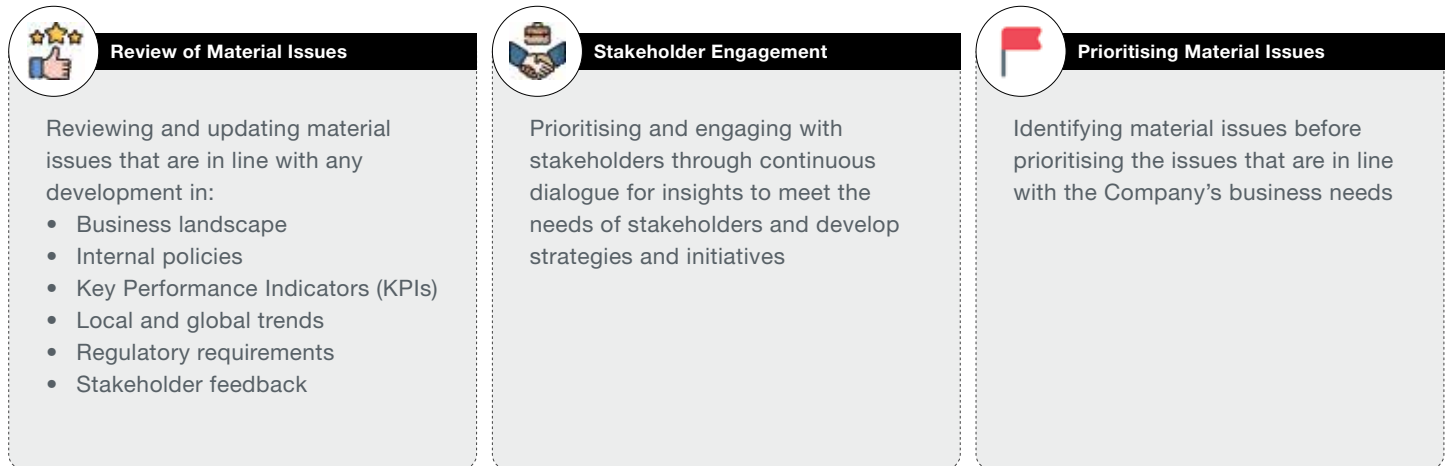 Review of Material Issues
Reviewing and updating material
issues that are in line with any
development in:
• Business landscape
• Internal policies
• Key Performance Indicators (KPIs)
• Local and global trends
• Regulatory requirements
• Stakeholder feedback
Stakeholder Engagement
Prioritising and engaging with
stakeholders through continuous
dialogue for insights to meet the
needs of stakeholders and develop
strategies and initiatives
Prioritising Material Issues
Identifying material issues before
prioritising the issues that are in line
with the Company’s business needs